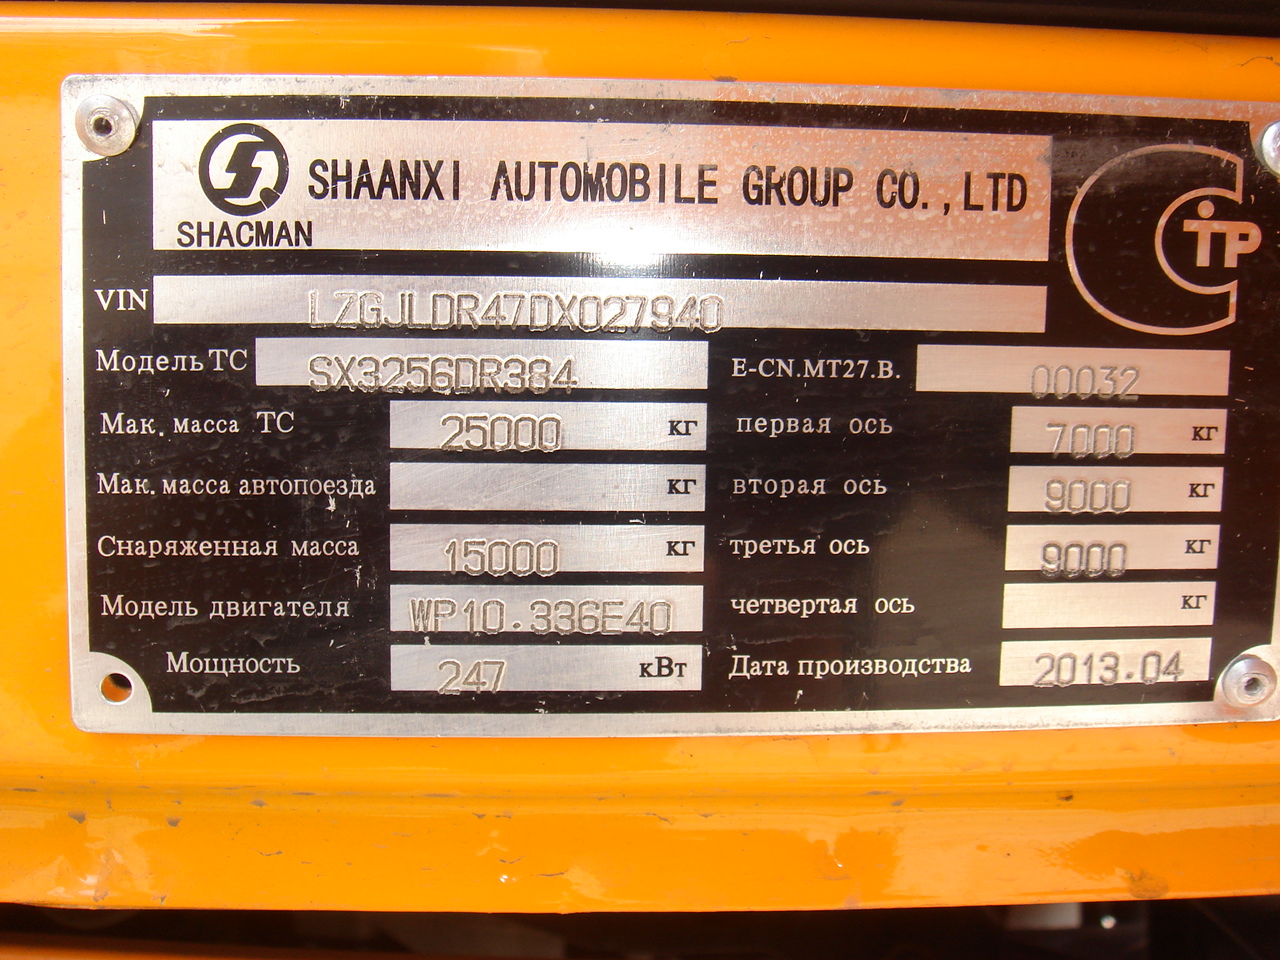 SHAANXI AUTOMOBILE GROUP CO.,LTD
SHACMAN
TP
VIN LZGJLDR47DX027940
Модель ТС SX3256DR384 E-CN.MT27.B. 00032
Мак. масса ТС 25000 кг первая ось 7000 кг
Мак. масса автопоезда кг вторая ось 9000 кг
Снаряженная масса 15000 кг третья ось 9000 кг
Модель двигателя WP10.336E40 четвертая ось кг
Мощность 247 кВт Дата производства 2013.04